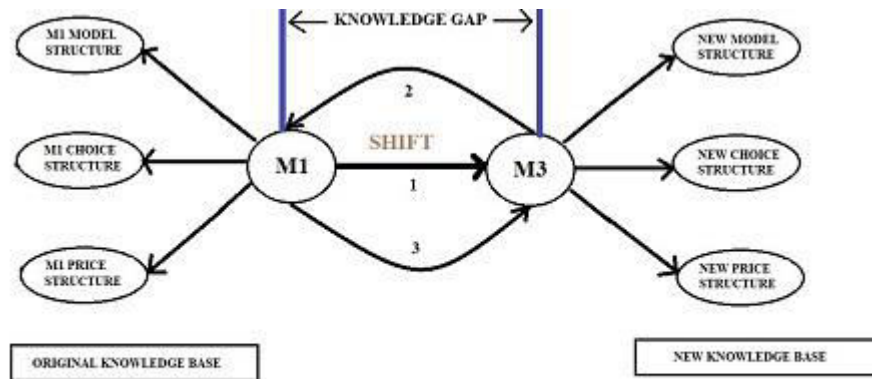 KNOWLEDGE GAP
M1 MODEL
STRUCTURE
NEW MODEL
STRUCTURE
2
SHIFT
M1 CHOICE
STRUCTURE
M1
M3
NEW CHOICE
STRUCTURE
1
3
M1 PRICE
STRUCTURE
NEW PRICE
STRUCTURE
ORIGINAL KNOWLEDGE BASE
NEW KNOWLEDGE BASE